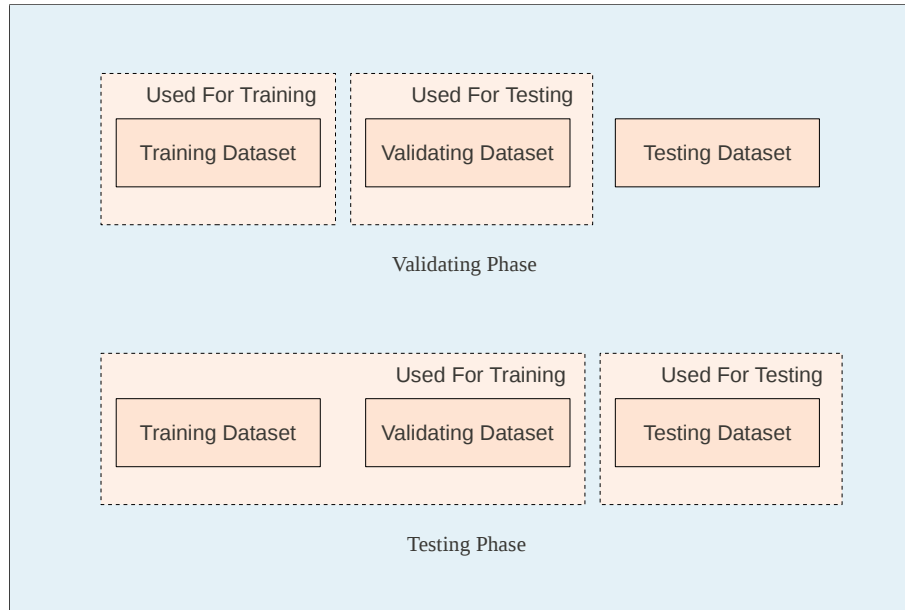 Used For Training
Used For Testing
Training Dataset
Validating Dataset
Testing Dataset
Validating Phase
Used For Training
Used For Testing
Training Dataset
Validating Dataset
Testing Dataset
Testing Phase